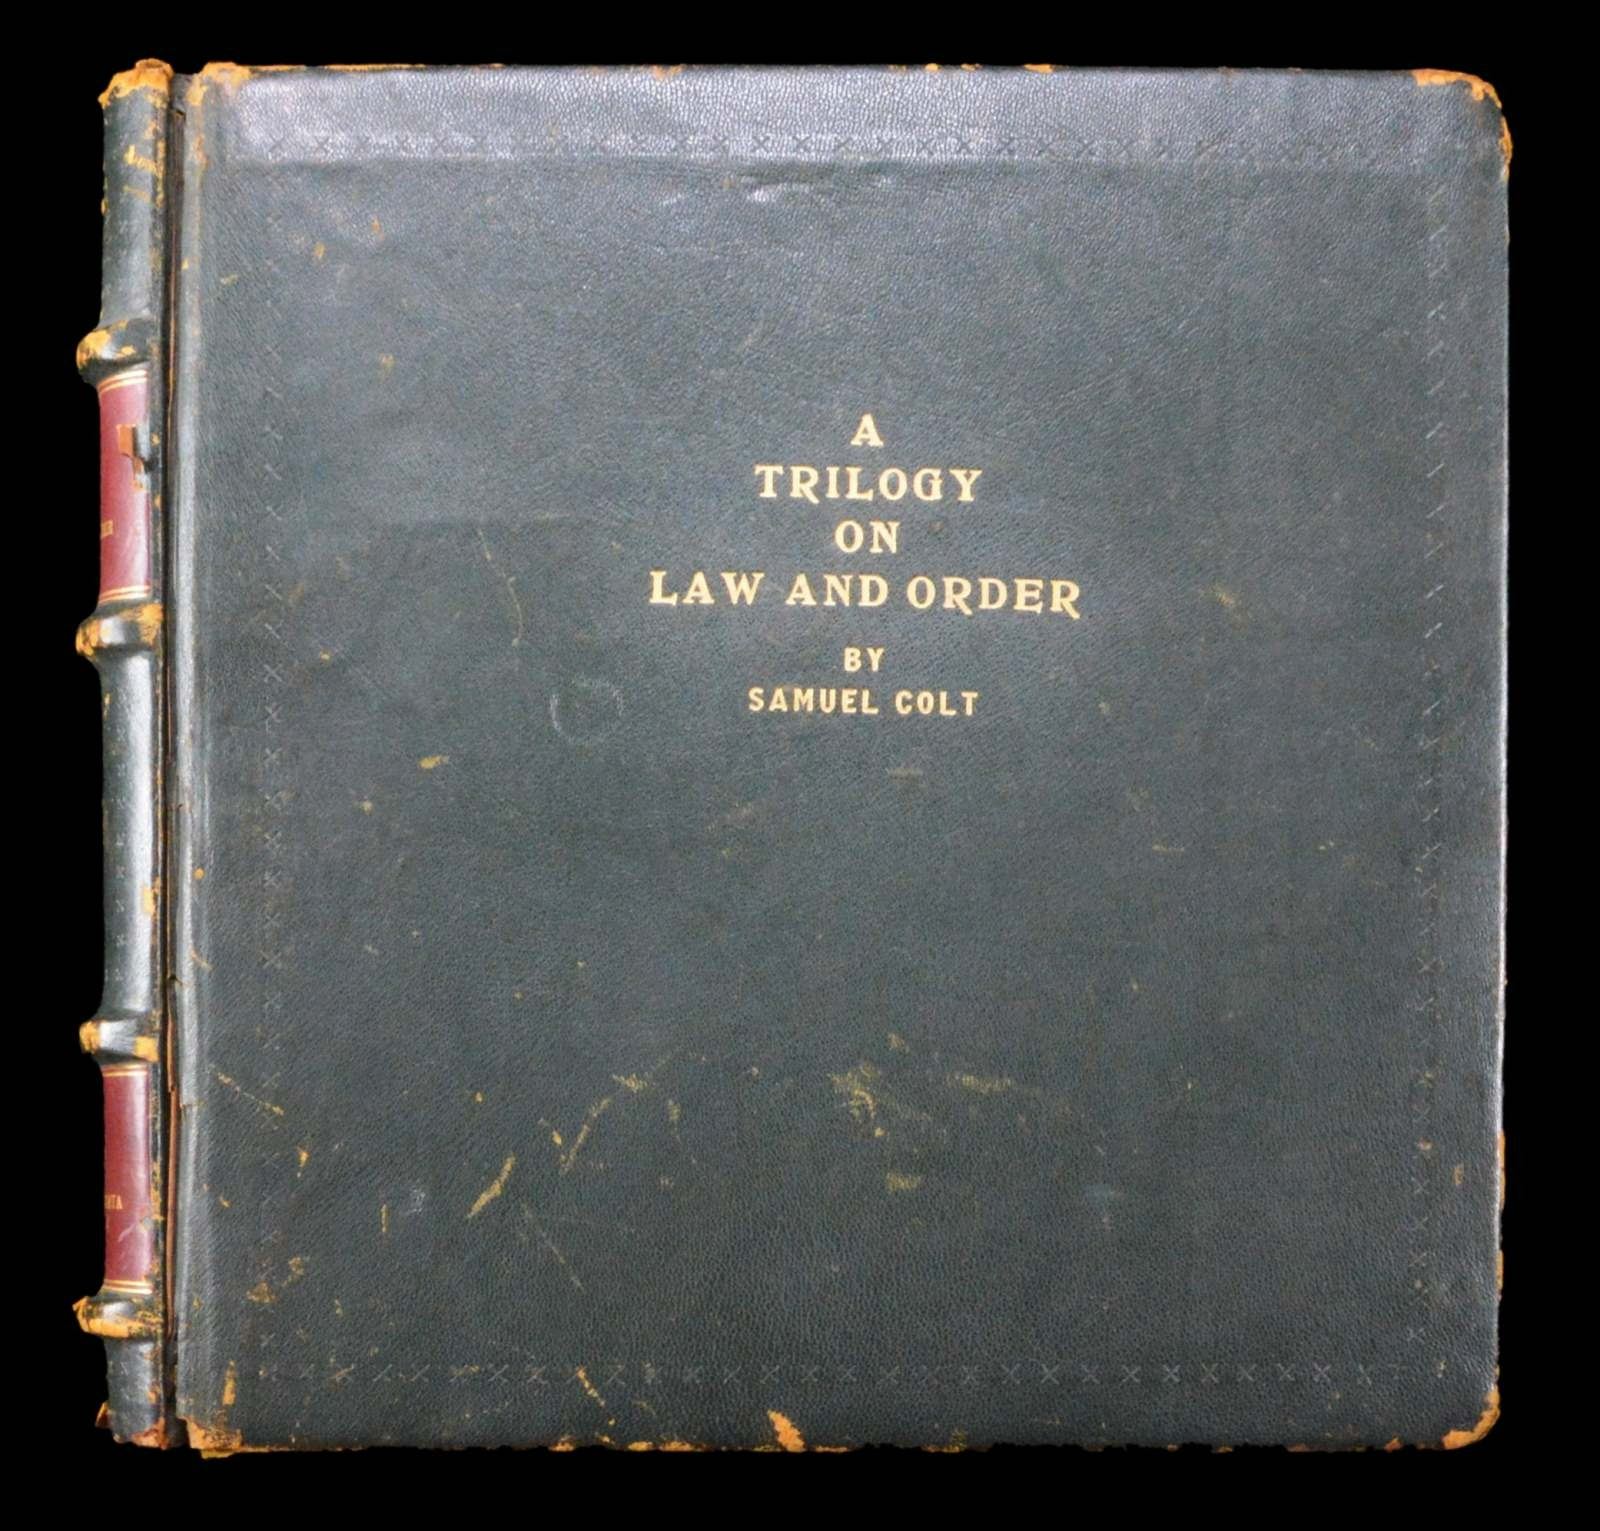 A
TRILOGY
ON
LAW AND ORDER
BY
SAMUEL COLT